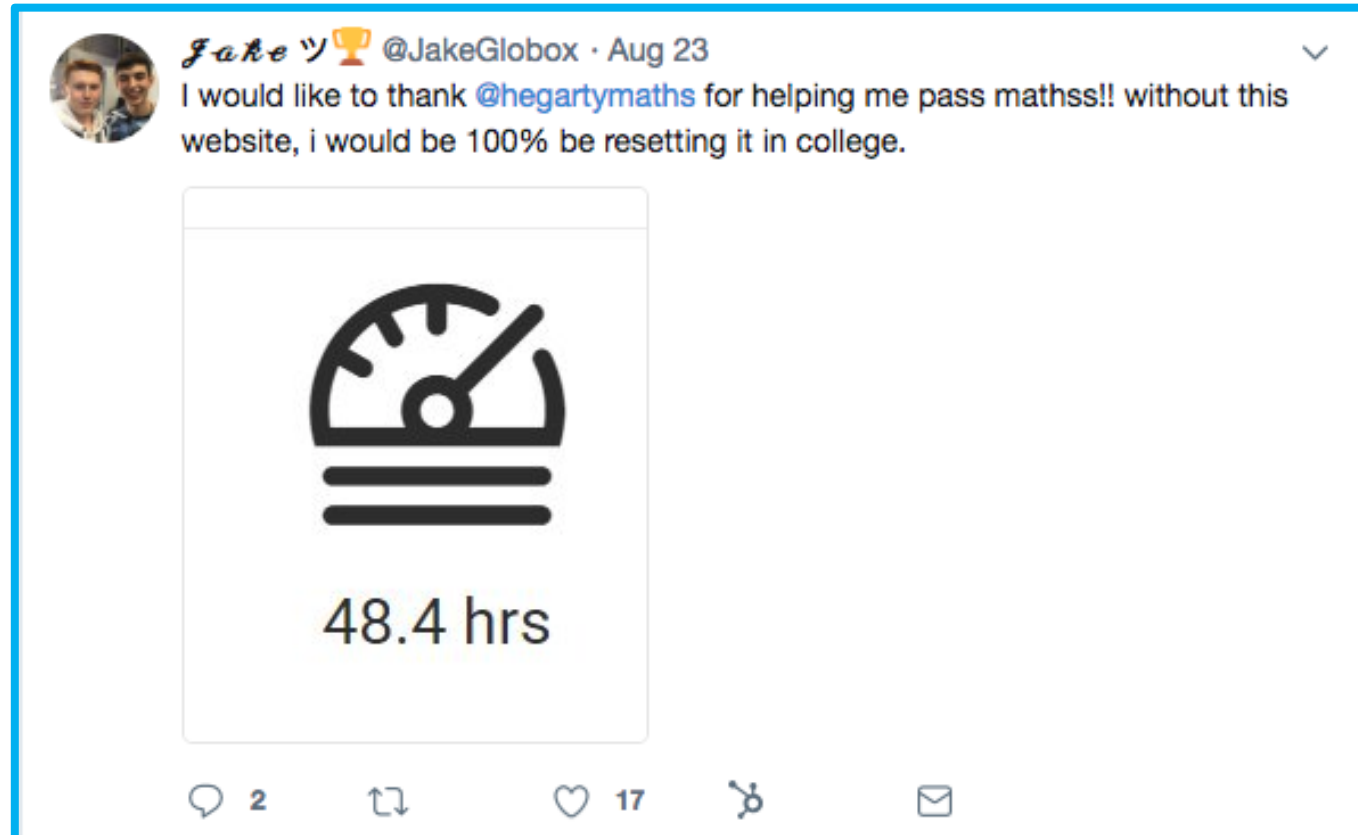 𝓙𝓪𝓴𝓮 ツ🏆 @JakeGlobox · Aug 23
I would like to thank @hegartymaths for helping me pass mathss!! without this
website, i would be 100% be resetting it in college.
48.4 hrs
2 17